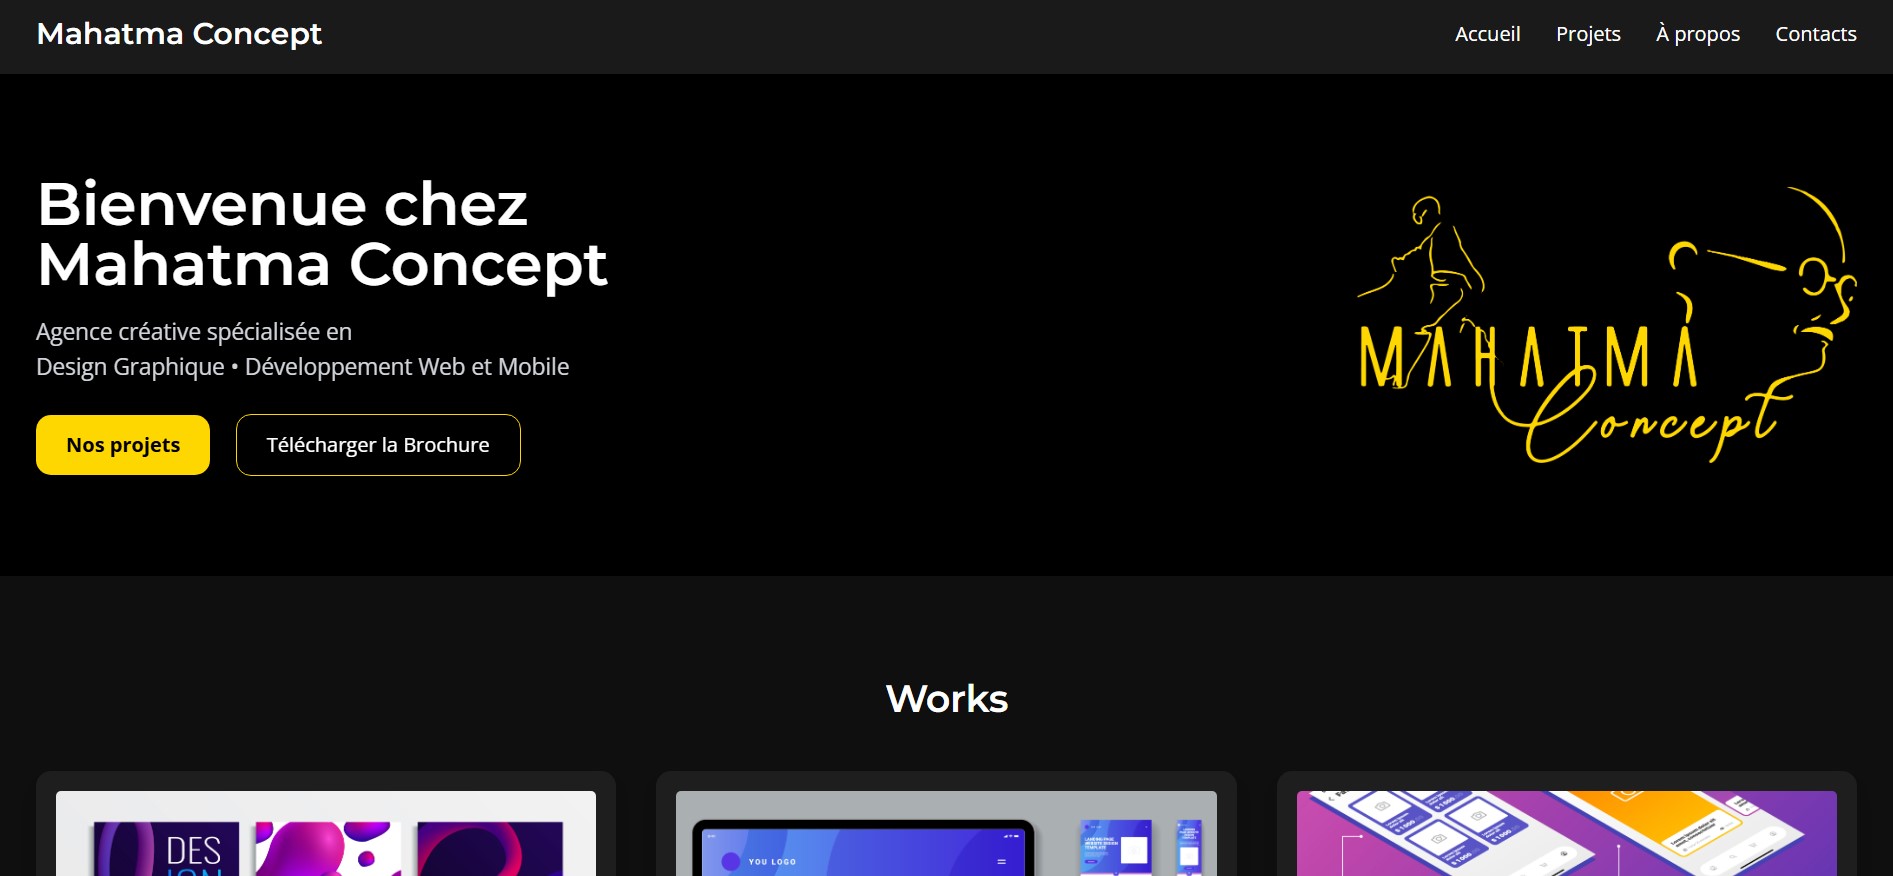 Mahatma Concept
Accueil Projets À propos Contacts
Bienvenue chez
Mahatma Concept
Agence créative spécialisée en
Design Graphique • Développement Web et Mobile
Nos projets Télécharger la Brochure
MAHATMA
Concept
Works
DES
YOU LOGO